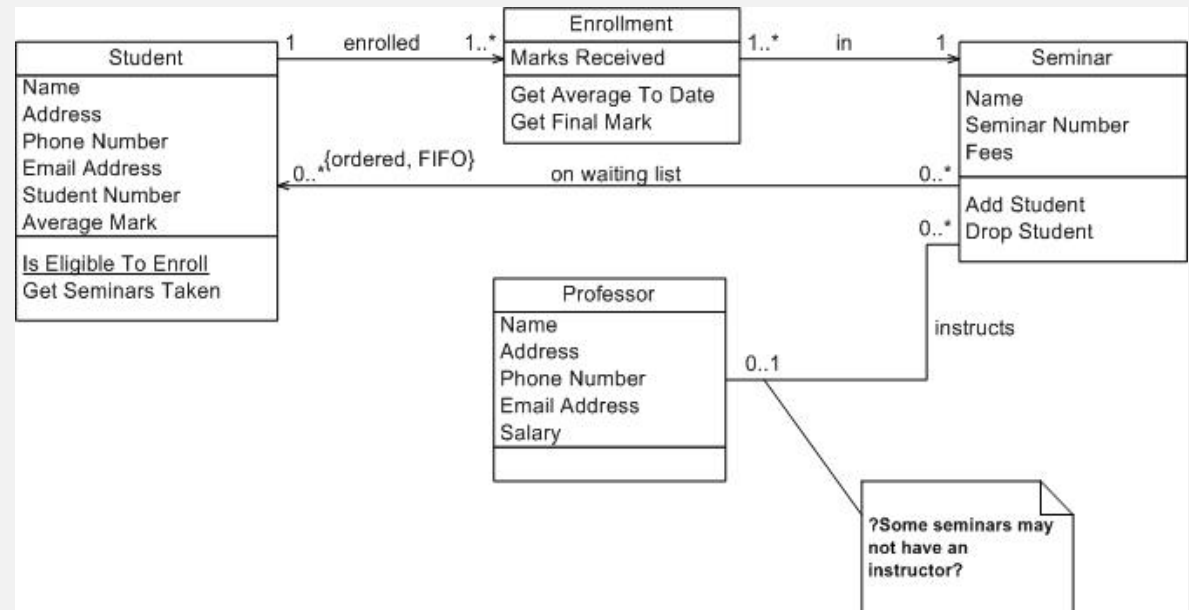 Enrollment
1 enrolled 1..*
1..* in 1
Student
Marks Received
Seminar
Name
Address
Phone Number
Email Address
Student Number
Average Mark
Get Average To Date
Get Final Mark
Name
Seminar Number
Fees
0..* {ordered, FIFO} on waiting list 0..*
Is Eligible To Enroll
Get Seminars Taken
Add Student
Drop Student
0..*
Professor
Name
Address
Phone Number
Email Address
Salary
0..1
instructs
?Some seminars may
not have an
instructor?